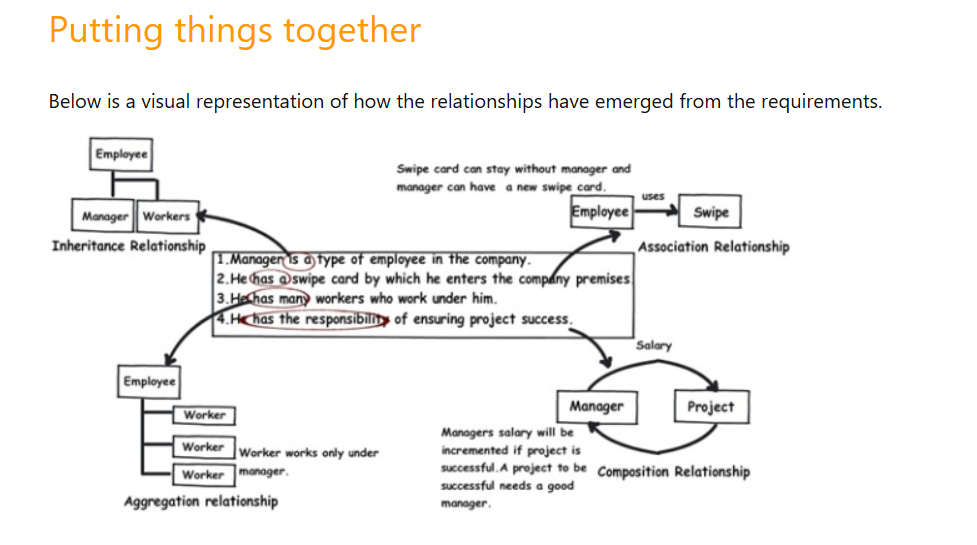 Putting things together
Below is a visual representation of how the relationships have emerged from the requirements.
Employee
Manager
Workers
Inheritance Relationship
Swipe card can stay without manager and
manager can have a new swipe card.
Employee
uses
Swipe
Association Relationship
1.Manager is a type of employee in the company.
2.He has a swipe card by which he enters the company premises
3.He has many workers who work under him.
4.He has the responsibility of ensuring project success.
Employee
Worker
Worker
Worker
Worker works only under
manager.
Aggregation relationship
Salary
Manager
Project
Managers salary will be
incremented if project is
successful.A project to be
successful needs a good
manager.
Composition Relationship